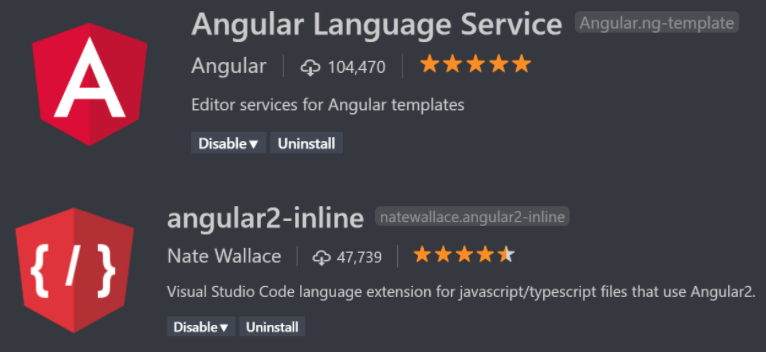 Angular Language Service Angular.ng-template
Angular 104,470
Editor services for Angular templates
Disable▼ Uninstall
A
angular2-inline natewallace.angular2-inline
Nate Wallace 47,739
Visual Studio Code language extension for javascript/typescript files that use Angular2.
Disable▼ Uninstall
{/}